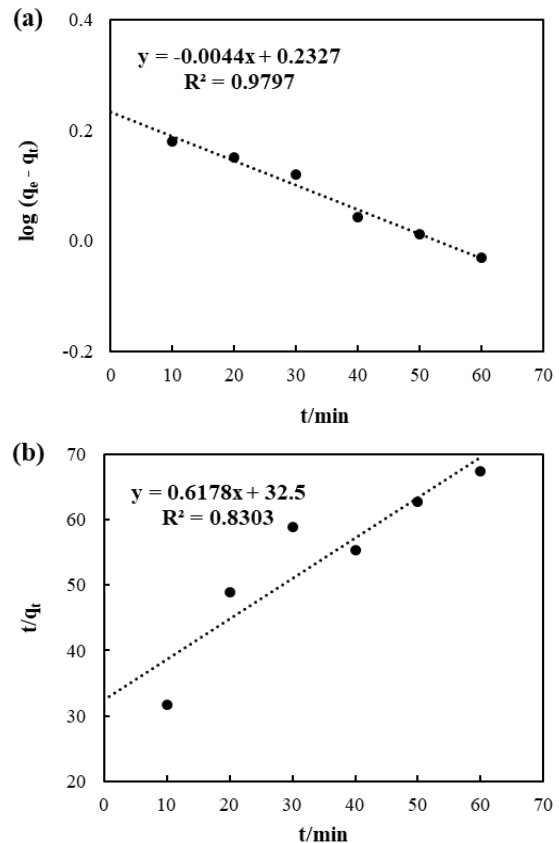 (a)
0.4
y = -0.0044x + 0.2327
R² = 0.9797
0.2
log (qₑ - qₜ)
0.0
-0.2
0 10 20 30 40 50 60 70
t/min
(b)
70
y = 0.6178x + 32.5
R² = 0.8303
60
50
t/qₜ
40
30
20
0 10 20 30 40 50 60 70
t/min